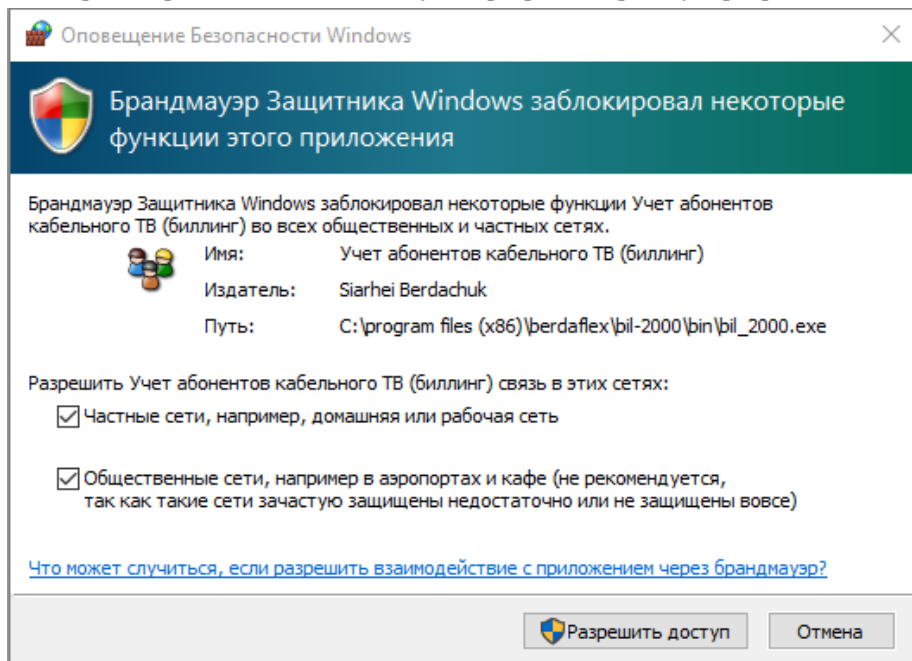 Оповещение Безопасности Windows
Брандмауэр Защитника Windows заблокировал некоторые
функции этого приложения
Брандмауэр Защитника Windows заблокировал некоторые функции Учет абонентов
кабельного ТВ (биллинг) во всех общественных и частных сетях.
Имя: Учет абонентов кабельного ТВ (биллинг)
Издатель: Siarhei Berdachuk
Путь: C:\program files (x86)\berdaflex\bil-2000\bin\bil_2000.exe
Разрешить Учет абонентов кабельного ТВ (биллинг) связь в этих сетях:
Частные сети, например, домашняя или рабочая сеть
Общественные сети, например в аэропортах и кафе (не рекомендуется,
так как такие сети зачастую защищены недостаточно или не защищены вовсе)
Что может случиться, если разрешить взаимодействие с приложением через брандмауэр?
Разрешить доступ Отмена